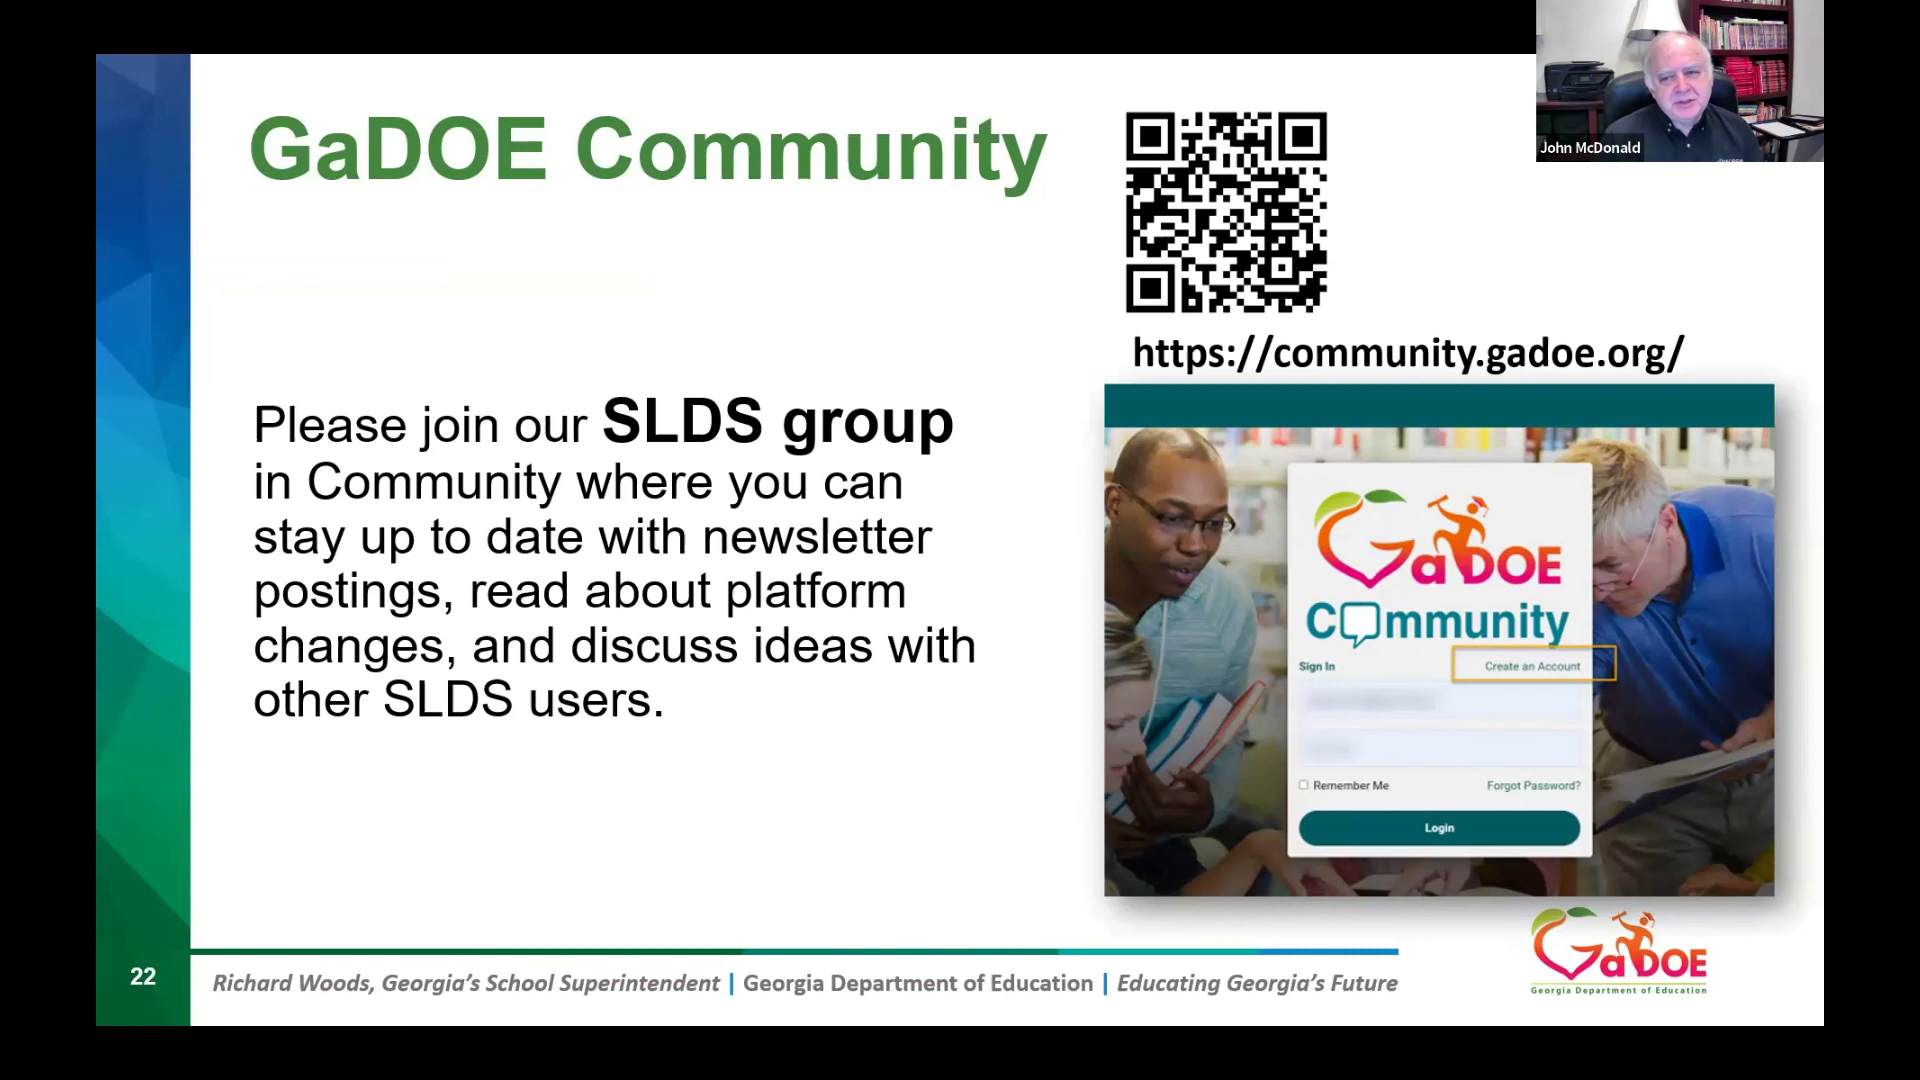 GaDOE Community
John McDonald
https://community.gadoe.org/
Please join our SLDS group
in Community where you can
stay up to date with newsletter
postings, read about platform
changes, and discuss ideas with
other SLDS users.
GaDOE
Community
Sign In Create an Account
Remember Me Forgot Password?
Login
22
Richard Woods, Georgia's School Superintendent | Georgia Department of Education | Educating Georgia's Future
GaDOE
Georgia Department of Education